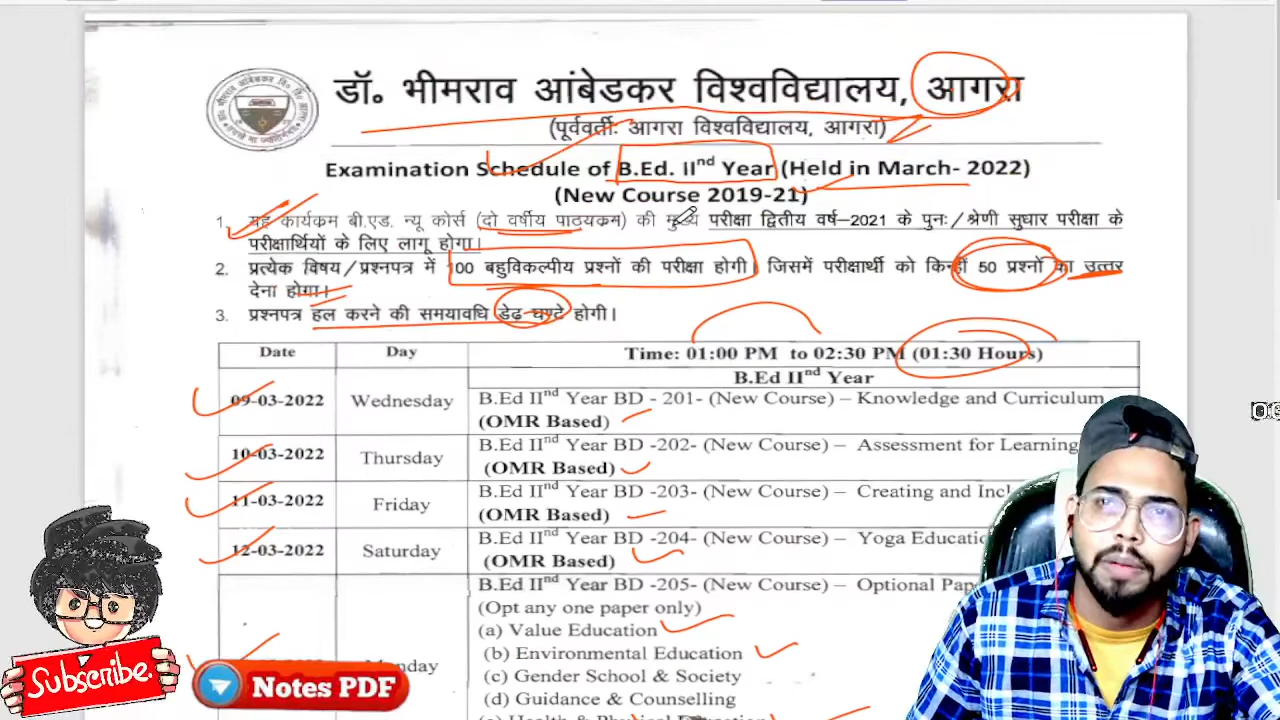 डॉ० भीमराव आंबेडकर विश्वविद्यालय, आगरा
(पूर्ववर्ती: आगरा विश्वविद्यालय, आगरा)
Examination Schedule of B.Ed. IInd Year (Held in March- 2022)
(New Course 2019-21)
1. यह कार्यकम बी.एड. न्यू कोर्स (दो वर्षीय पाठयकम) की मुख्य परीक्षा द्वितीय वर्ष–2021 के पुनः/श्रेणी सुधार परीक्षा के
परीक्षार्थियों के लिए लागू होगा।
2. प्रत्येक विषय/प्रश्नपत्र में 100 बहुविकल्पीय प्रश्नों की परीक्षा होगी। जिसमें परीक्षार्थी को किन्हीं 50 प्रश्नों का उत्तर
देना होगा।
3. प्रश्नपत्र हल करने की समयावधि डेढ़ घण्टे होगी।
Date Day Time: 01:00 PM to 02:30 PM (01:30 Hours)
B.Ed IInd Year
09-03-2022 Wednesday B.Ed IInd Year BD - 201- (New Course) – Knowledge and Curriculum
(OMR Based)
10-03-2022 Thursday B.Ed IInd Year BD -202- (New Course) – Assessment for Learning
(OMR Based)
11-03-2022 Friday B.Ed IInd Year BD -203- (New Course) – Creating and
(OMR Based)
12-03-2022 Saturday B.Ed IInd Year BD -204- (New Course) – Yoga
(OMR Based)
B.Ed IInd Year BD -205- (New Course) – Optional
(Opt any one paper only)
(a) Value Education
(b) Environmental Education
Monday
(c) Gender School & Society
(d) Guidance & Counselling
Subscribe
Notes PDF